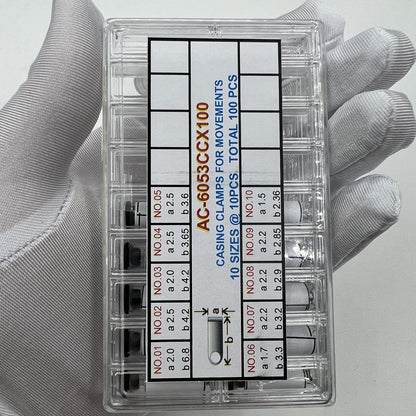 AC-6053CCX100
CASING CLAMPS FOR MOVEMENTS
10 SIZES @ 10PCS TOTAL 100 PCS
a
b
NO.01
a 2.0
b 6.8
NO.02
a 2.5
b 4.2
NO.03
a 2.0
b 4.2
NO.04
a 2.5
b 3.65
NO.05
a 2.5
b 3.6
NO.06
a 1.7
b 3.3
NO.07
a 2.2
b 3.2
NO.08
a 2.2
b 2.9
NO.09
a 2.2
b 2.85
NO.10
a 1.5
b 2.36